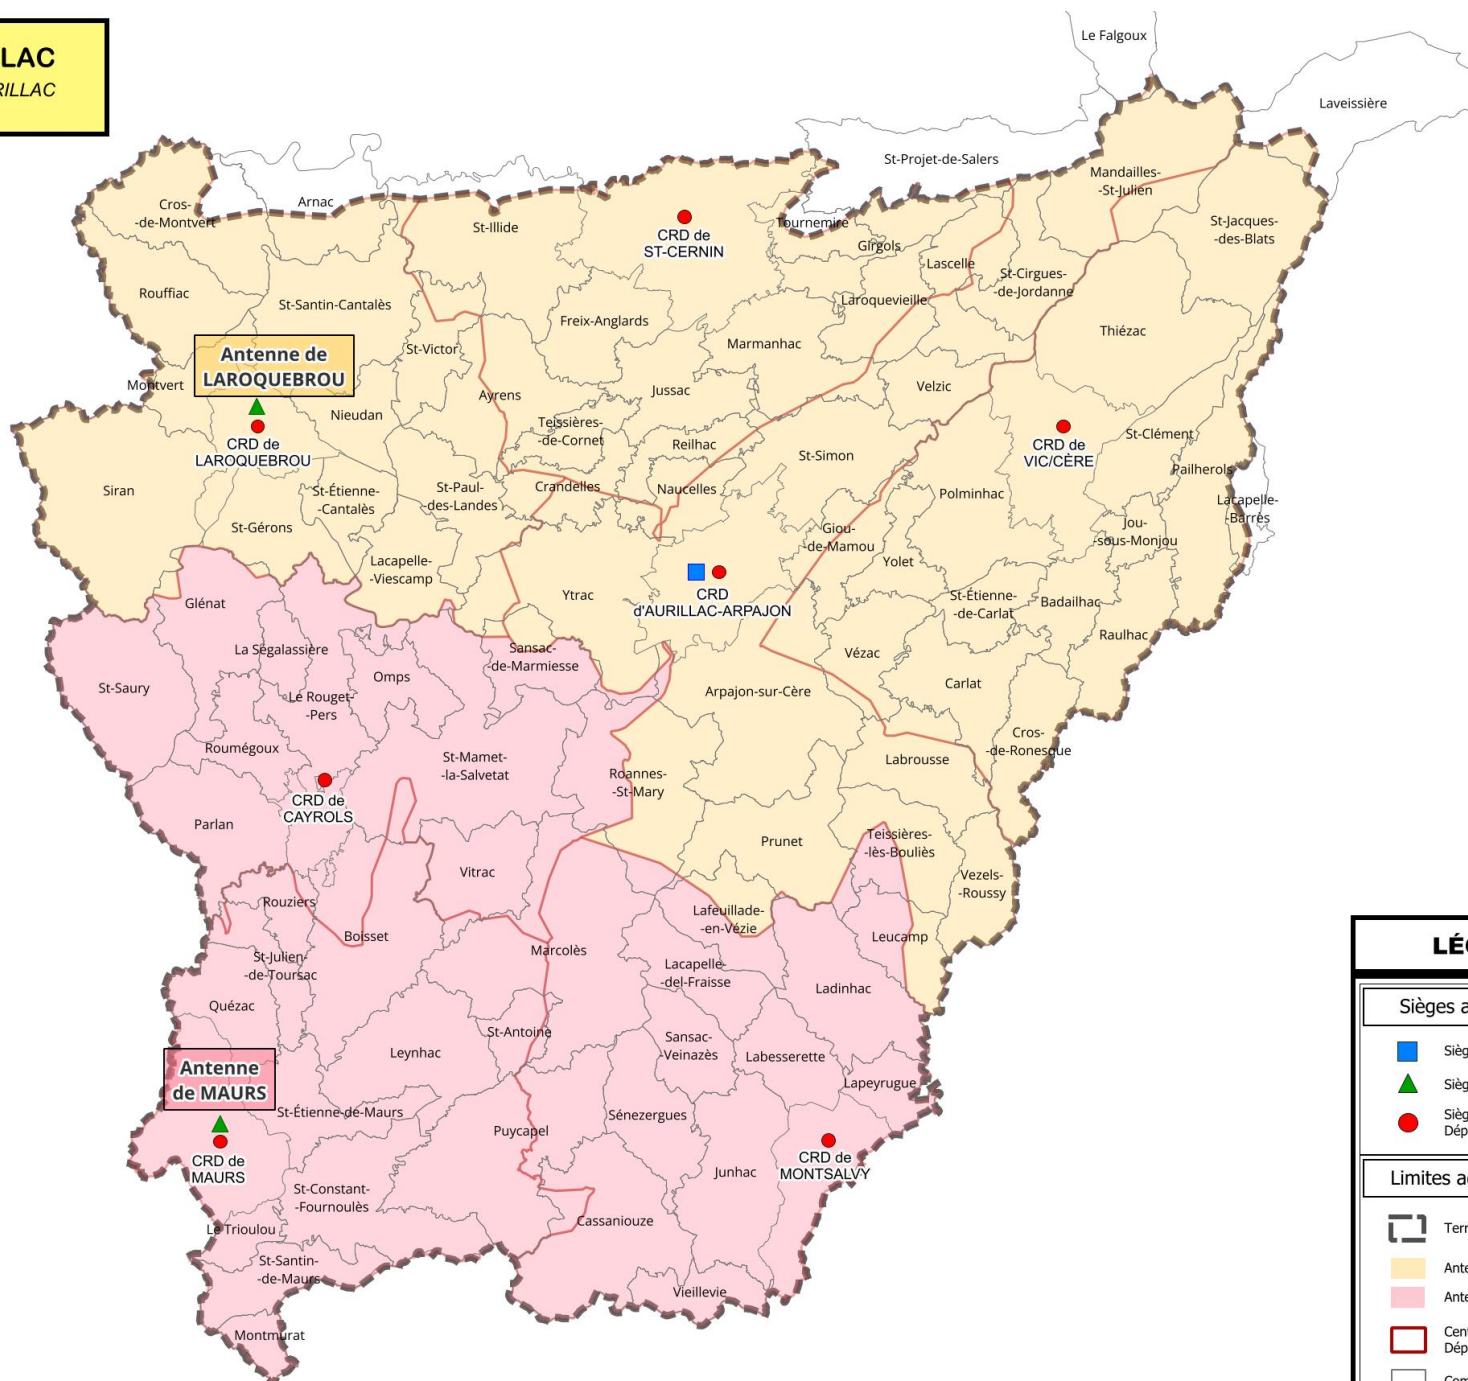 LAC
RILLAC
Le Falgoux
Laveissière
St-Projet-de-Salers
Mandailles-
-St-Julien
Arnac
Cros-
-de-Montvert
St-Illide
CRD de
ST-CERNIN
Tournemire
Girgols
St-Jacques-
-des-Blats
Lascelle
St-Cirgues-
-de-Jordanne
Rouffiac
St-Santin-Cantalès
Laroquevieille
Freix-Anglards
Thiézac
Marmanhac
St-Victor
Antenne de
LAROQUEBROU
Montvert
Velzic
Jussac
Ayrens
Nieudan
Teissières-
-de-Cornet
CRD de
LAROQUEBROU
Reilhac
St-Simon
CRD de
VIC/CÈRE
St-Clément
Pailherols
Siran
St-Étienne-
-Cantalès
St-Paul-
-des-Landes
Crandelles
Naucelles
Polminhac
Lacapelle-
-Barrès
St-Gérons
Jou-
-sous-Monjou
Giou-
-de-Mamou
Lacapelle-
-Viescamp
Yolet
Ytrac
CRD
d'AURILLAC-ARPAJON
St-Étienne-
-de-Carlat
Badailhac
Glénat
Raulhac
La Ségalassière
Sansac-
-de-Marmiesse
Vézac
Omps
St-Saury
Le Rouget-
-Pers
Arpajon-sur-Cère
Carlat
Roumégoux
Cros-
-de-Ronesque
St-Mamet-
-la-Salvetat
Labrousse
Roannes-
-St-Mary
CRD de
CAYROLS
Parlan
Prunet
Teissières-
-lès-Bouliès
Vitrac
Vezels-
-Roussy
Rouziers
Lafeuillade-
-en-Vézie
Boisset
Leucamp
Marcolès
LÉ
St-Julien-
-de-Toursac
Lacapelle-
-del-Fraisse
Ladinhac
Quézac
Sièges a
St-Antoine
Sansac-
-Veinazès
Leynhac
Labesserette
Sièg
Antenne
de MAURS
Lapeyrugue
Sièg
St-Étienne-de-Maurs
Sénezergues
Sièg
Dép
Puycapel
CRD de
MAURS
CRD de
MONTSALVY
Junhac
Limites a
St-Constant-
-Fournoulès
Cassaniouze
Le Trioulou
Terr
St-Santin-
-de-Maurs
Ante
Vieillevie
Ante
Montmurat
Cent
Dép
Com